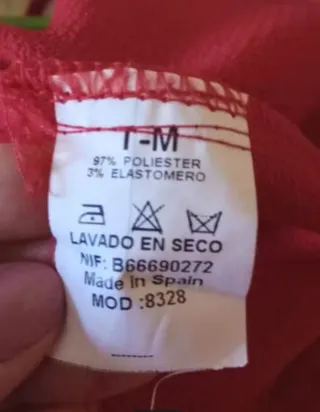 T-M
97% POLIESTER
3% ELASTOMERO
LAVADO EN SECO
NIF: B66690272
Made In Spain
MOD :8328